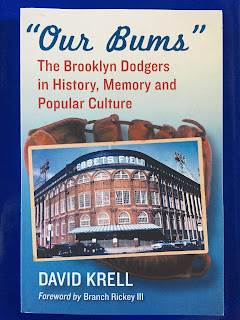 "Our Bums"
The Brooklyn Dodgers
in History, Memory and
Popular Culture
EBBETS FIELD
DAVID KRELL
Foreword by Branch Rickey III